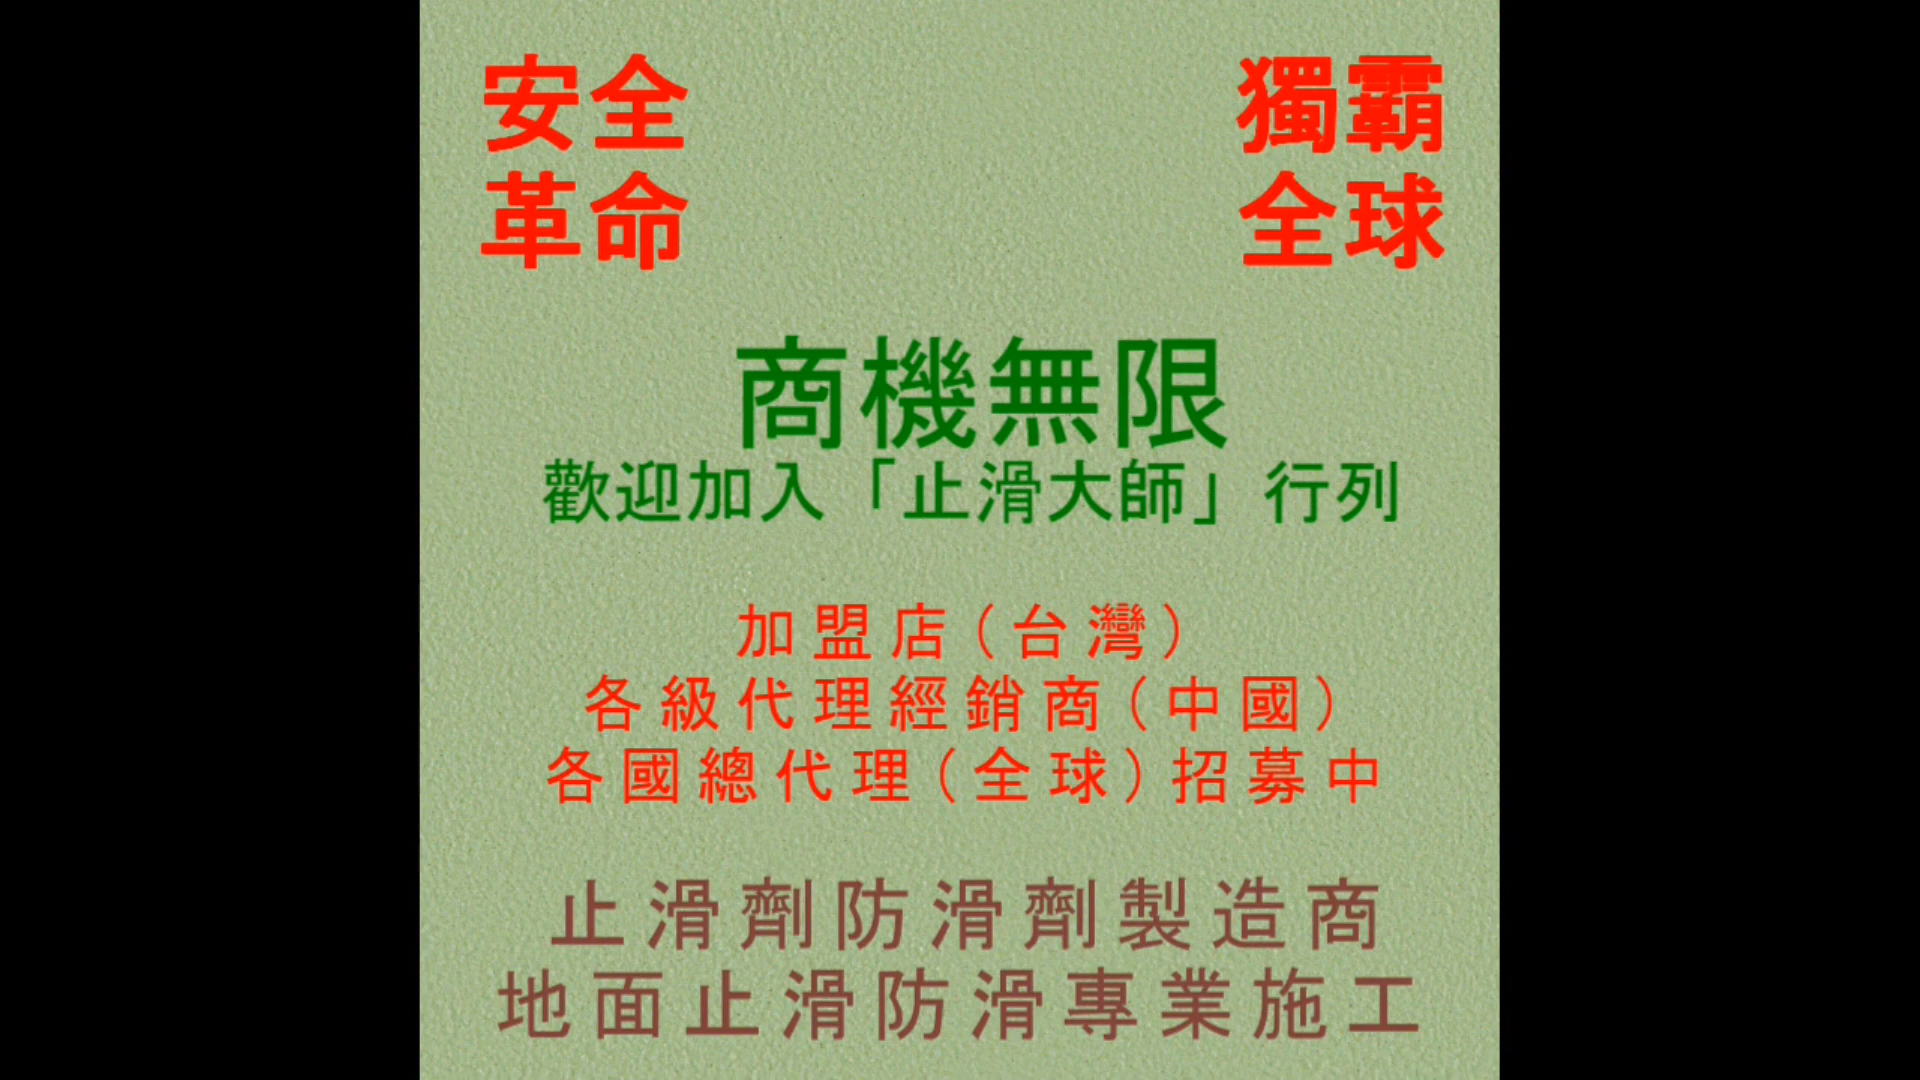 安全
革命
獨霸
全球
商機無限
歡迎加入「止滑大師」行列
加盟店(台灣)
各級代理經銷商(中國)
各國總代理(全球)招募中
止滑劑防滑劑製造商
地面止滑防滑專業施工